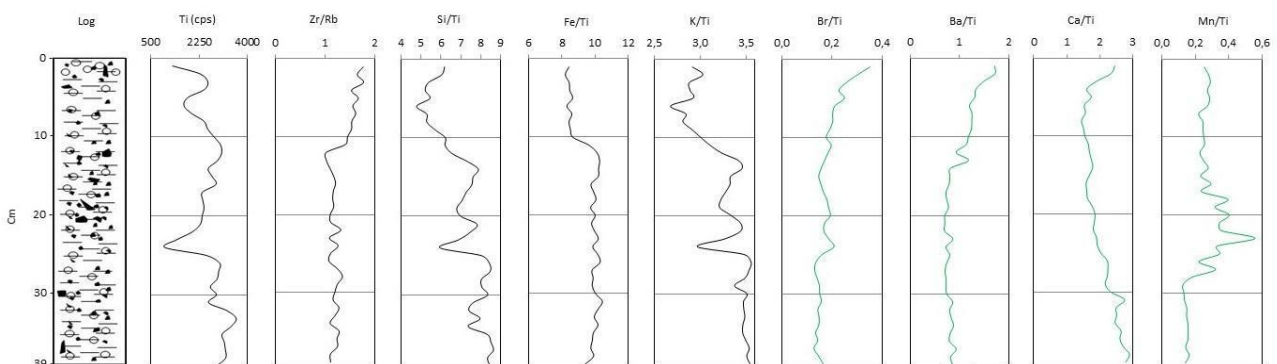 Log Ti (cps) Zr/Rb Si/Ti Fe/Ti K/Ti Br/Ti Ba/Ti Ca/Ti Mn/Ti
500 2250 4000 0 1 2 4 5 6 7 8 9 6 8 10 12 2,5 3,0 3,5 0,0 0,2 0,4 0 1 2 0 1 2 3 0,0 0,2 0,4 0,6
0
10
Cm
20
30
39